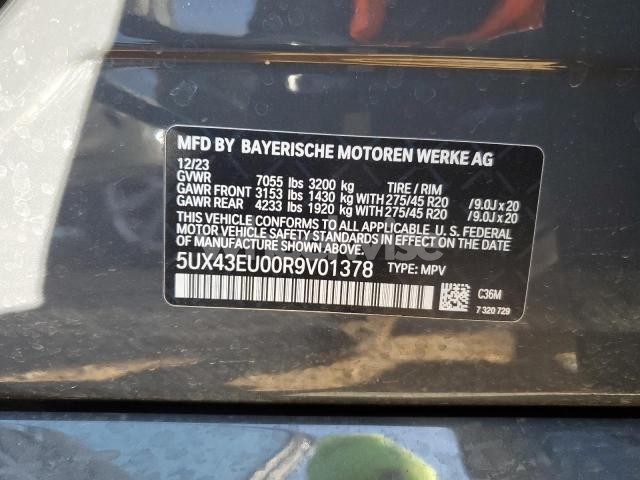 MFD BY BAYERISCHE MOTOREN WERKE AG
12/23
GVWR 7055 lbs 3200 kg TIRE / RIM
GAWR FRONT 3153 lbs 1430 kg WITH 275/45 R20 /9.0J x 20
GAWR REAR 4233 lbs 1920 kg WITH 275/45 R20 /9.0J x 20
THIS VEHICLE CONFORMS TO ALL APPLICABLE U.S. FEDERAL
MOTOR VEHICLE SAFETY STANDARDS IN EFFECT ON THE DATE
OF MANUFACTURE SHOWN ABOVE.
5UX43EU00R9V01378 TYPE: MPV
C36M
7 320 729